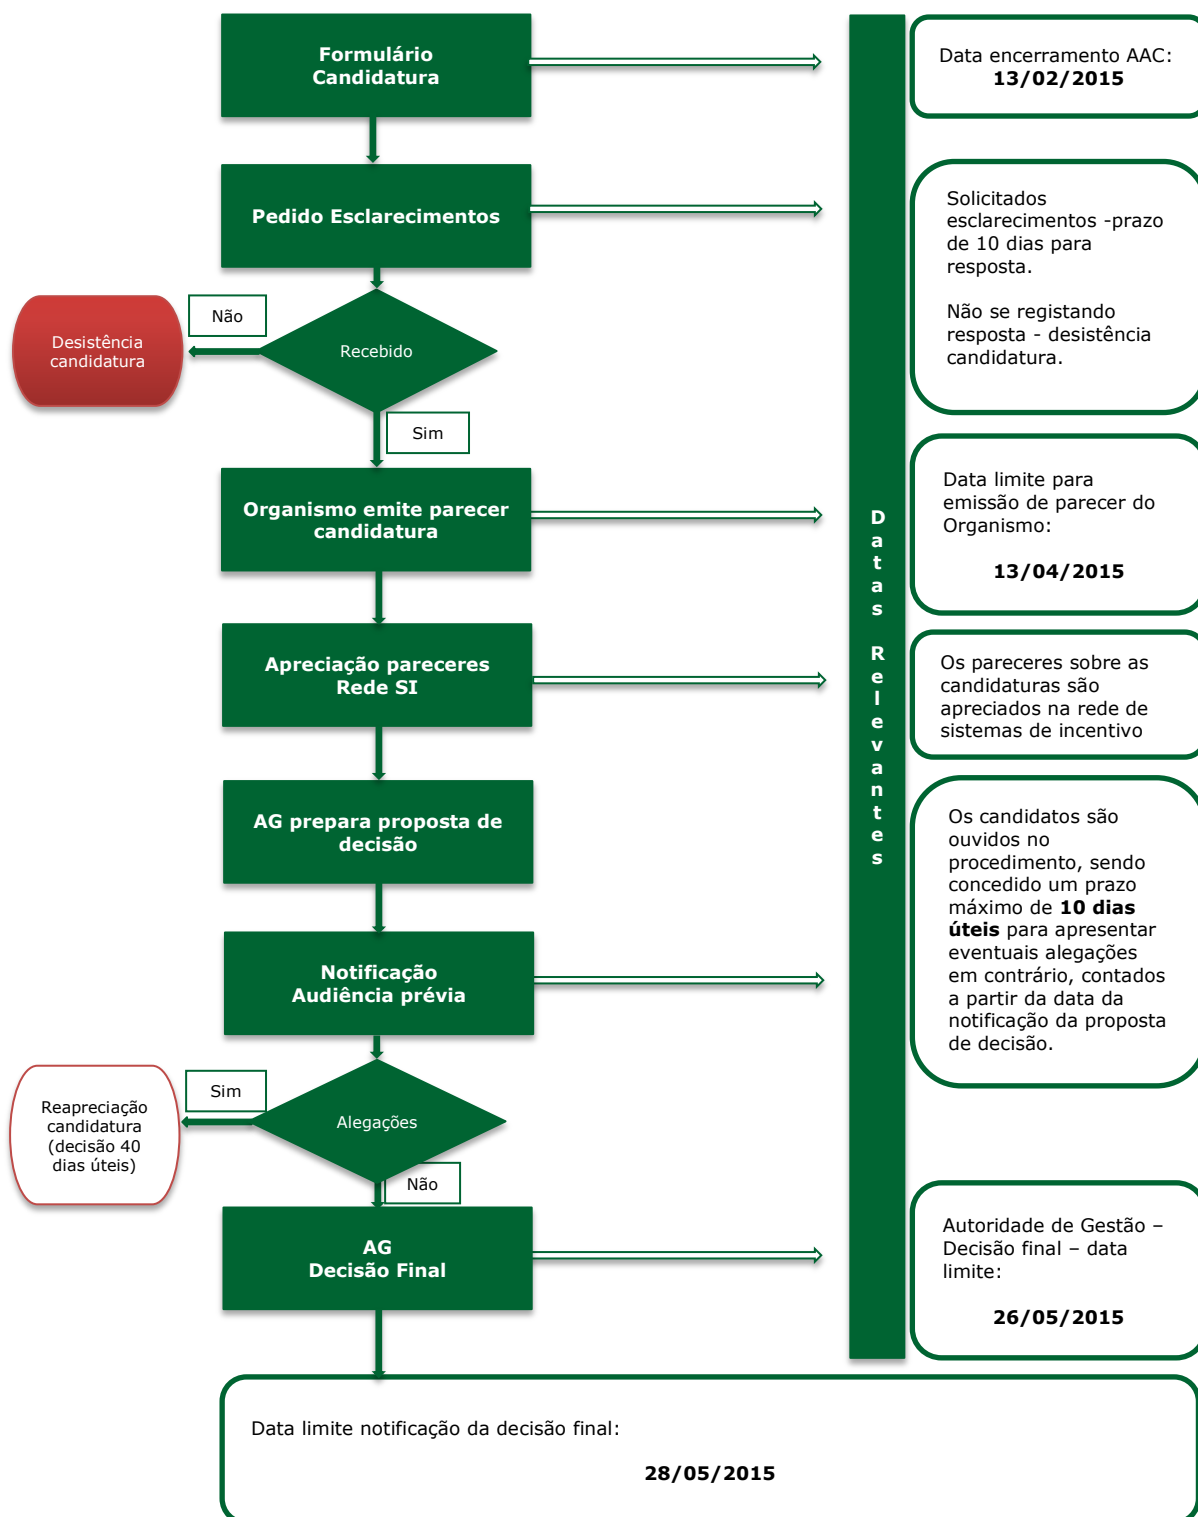 Formulário
Candidatura
Data encerramento AAC:
13/02/2015
Pedido Esclarecimentos
Solicitados
esclarecimentos -prazo
de 10 dias para
resposta.
Não se registando
resposta - desistência
candidatura.
Não
Desistência
candidatura
Recebido
Sim
Organismo emite parecer
candidatura
Data limite para
emissão de parecer do
Organismo:
13/04/2015
D
a
t
a
s
R
e
l
e
v
a
n
t
e
s
Apreciação pareceres
Rede SI
Os pareceres sobre as
candidaturas são
apreciados na rede de
sistemas de incentivo
AG prepara proposta de
decisão
Os candidatos são
ouvidos no
procedimento, sendo
concedido um prazo
máximo de 10 dias
úteis para apresentar
eventuais alegações
em contrário, contados
a partir da data da
notificação da proposta
de decisão.
Notificação
Audiência prévia
Sim
Reapreciação
candidatura
(decisão 40
dias úteis)
Alegações
Não
AG
Decisão Final
Autoridade de Gestão –
Decisão final – data
limite:
26/05/2015
Data limite notificação da decisão final:
28/05/2015